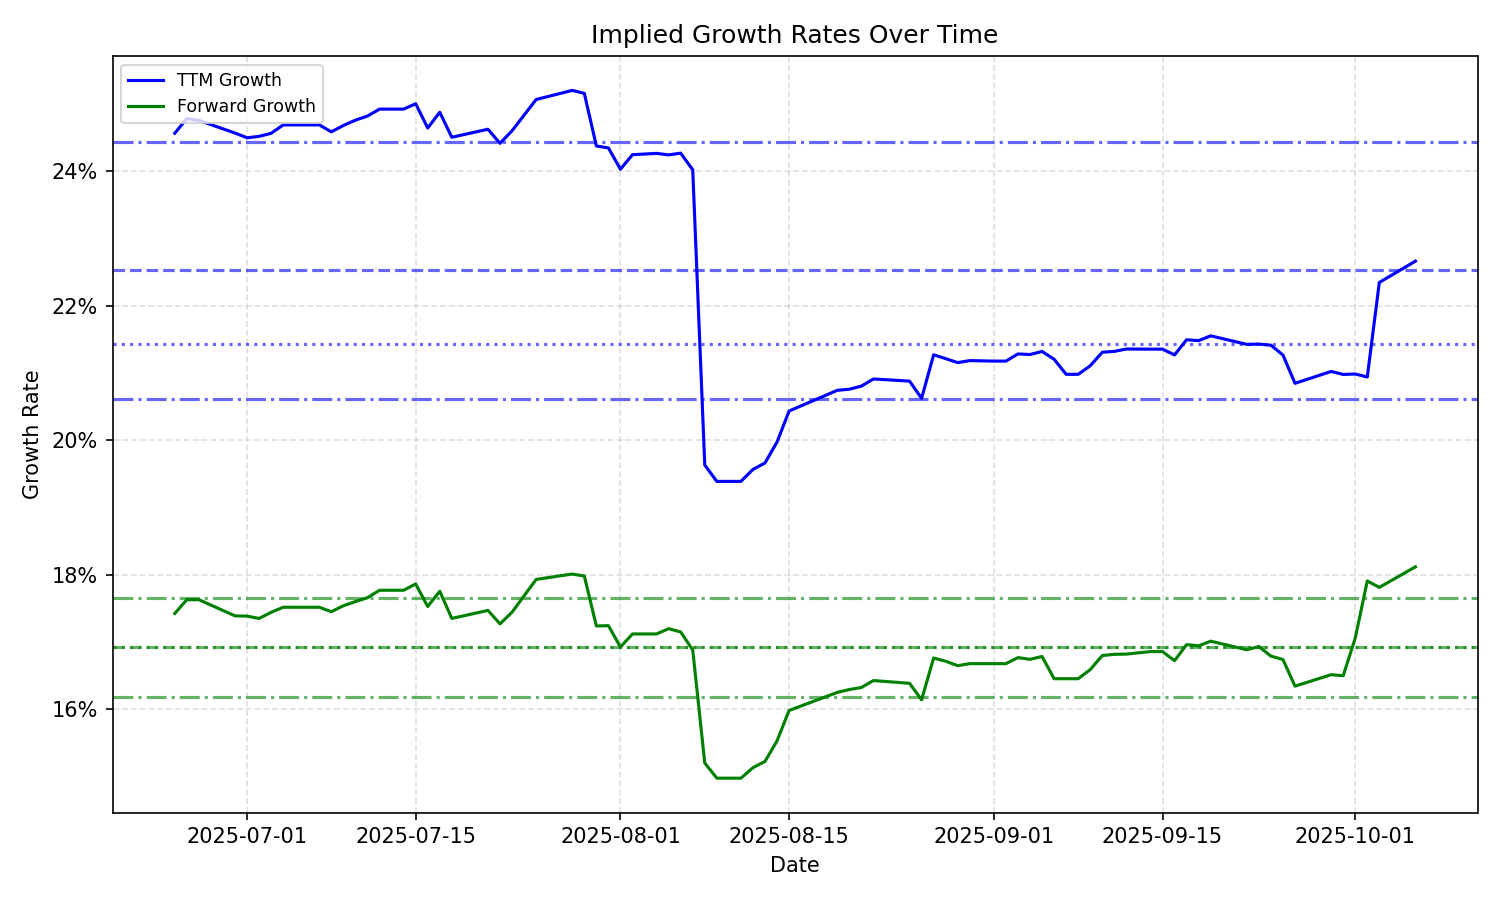 Implied Growth Rates Over Time
TTM Growth
Forward Growth
24%
22%
20%
18%
16%
Growth Rate
2025-07-01
2025-07-15
2025-08-01
2025-08-15
2025-09-01
2025-09-15
2025-10-01
Date